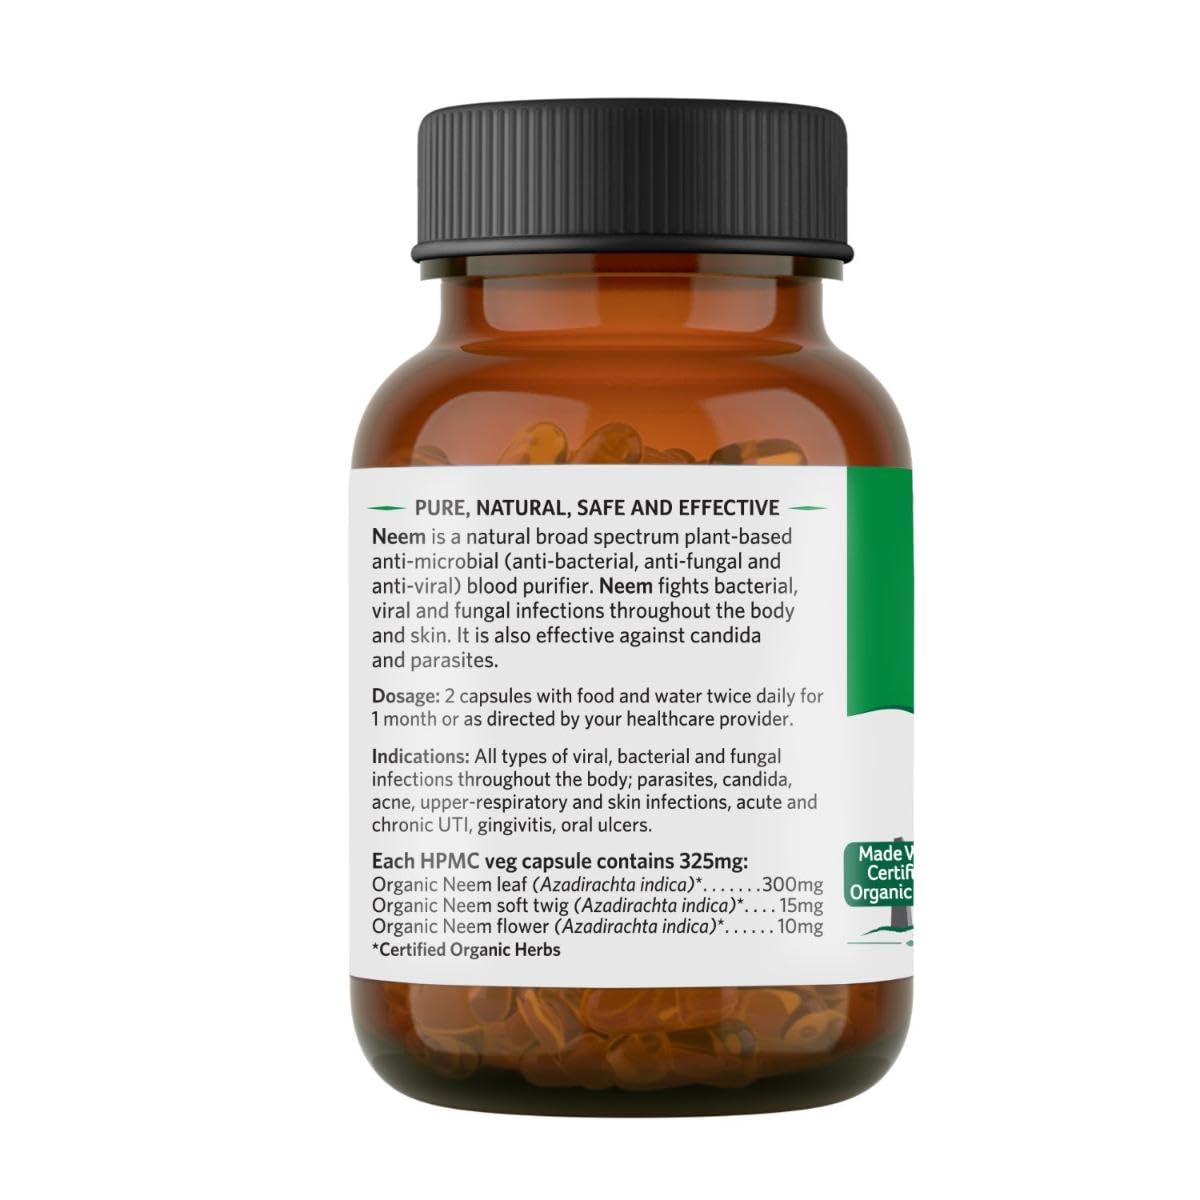 PURE, NATURAL, SAFE AND EFFECTIVE
Neem is a natural broad spectrum plant-based
anti-microbial (anti-bacterial, anti-fungal and
anti-viral) blood purifier. Neem fights bacterial,
viral and fungal infections throughout the body
and skin. It is also effective against candida
and parasites.
Dosage: 2 capsules with food and water twice daily for
1 month or as directed by your healthcare provider.
Indications: All types of viral, bacterial and fungal
infections throughout the body; parasites, candida,
acne, upper-respiratory and skin infections, acute and
chronic UTI, gingivitis, oral ulcers.
Each HPMC veg capsule contains 325mg:
Organic Neem leaf (Azadirachta indica)*.......300mg
Organic Neem soft twig (Azadirachta indica)*....15mg
Organic Neem flower (Azadirachta indica)*......10mg
*Certified Organic Herbs
Made
Organic